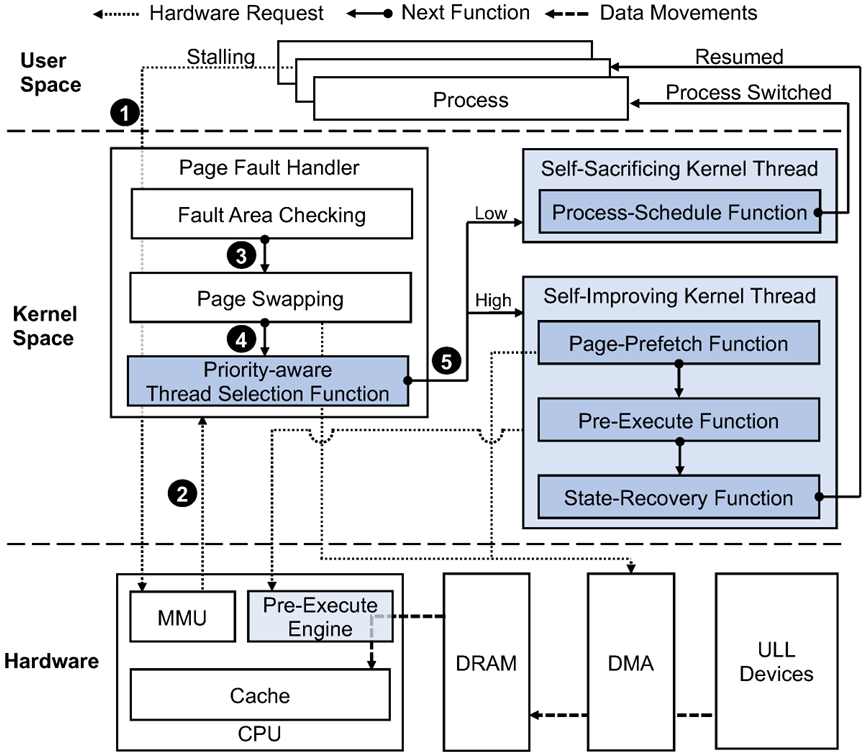 Hardware Request
Next Function
Data Movements
User
Space
Stalling
Resumed
Process
Process Switched
1
Kernel
Space
Page Fault Handler
Fault Area Checking
3
Page Swapping
4
Priority-aware
Thread Selection Function
5
2
Low
High
Self-Sacrificing Kernel Thread
Process-Schedule Function
Self-Improving Kernel Thread
Page-Prefetch Function
Pre-Execute Function
State-Recovery Function
Hardware
MMU
Pre-Execute
Engine
Cache
CPU
DRAM
DMA
ULL
Devices